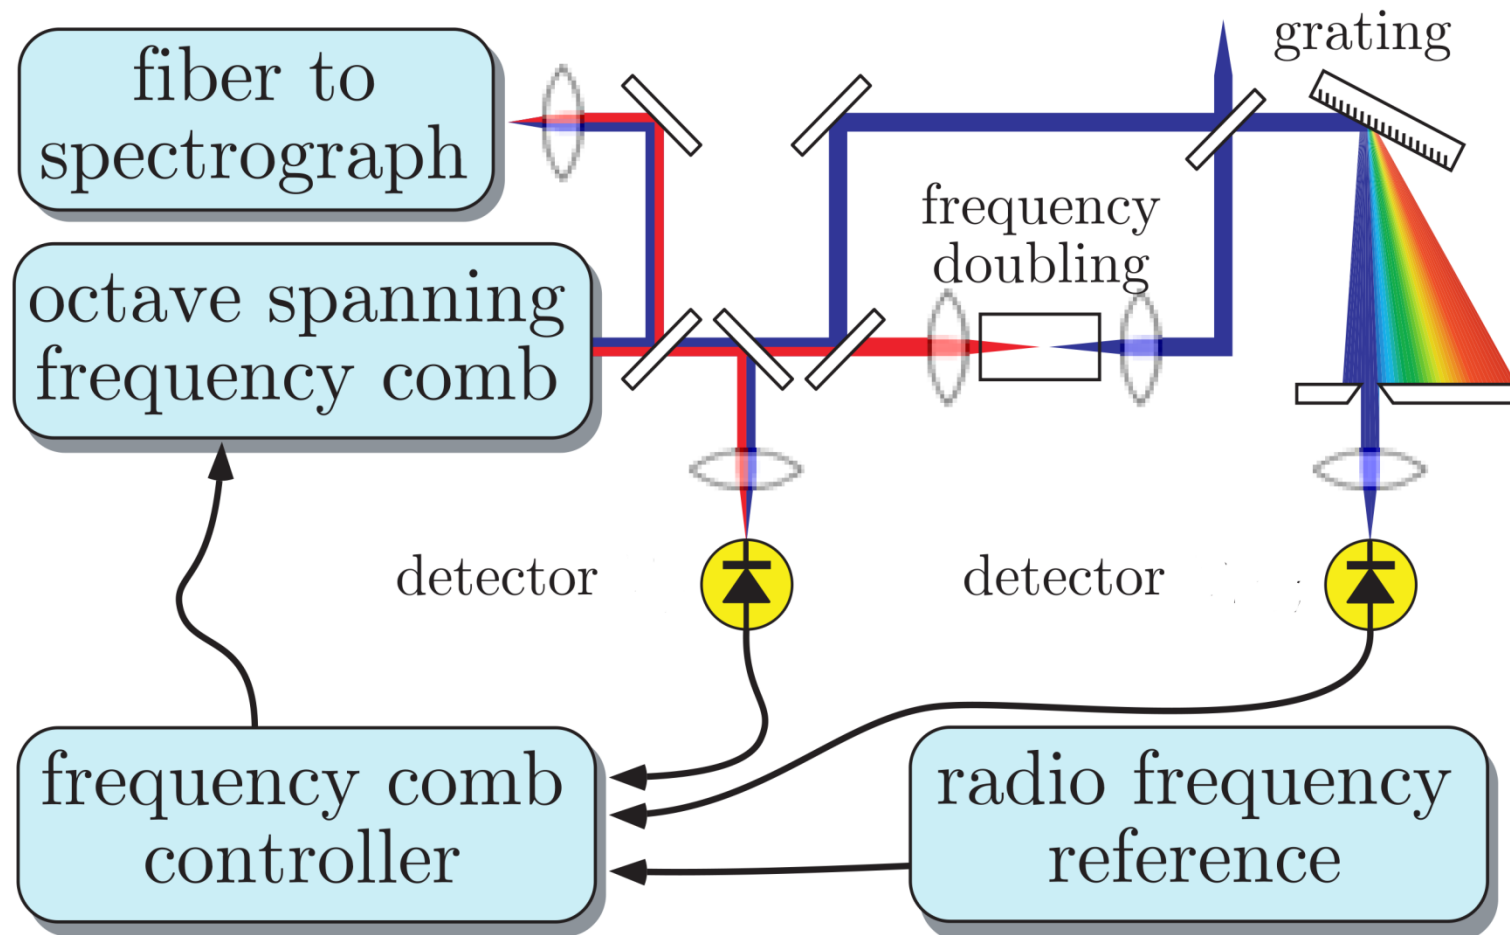 fiber to
spectrograph
grating
frequency
doubling
octave spanning
frequency comb
detector
detector
frequency comb
controller
radio frequency
reference